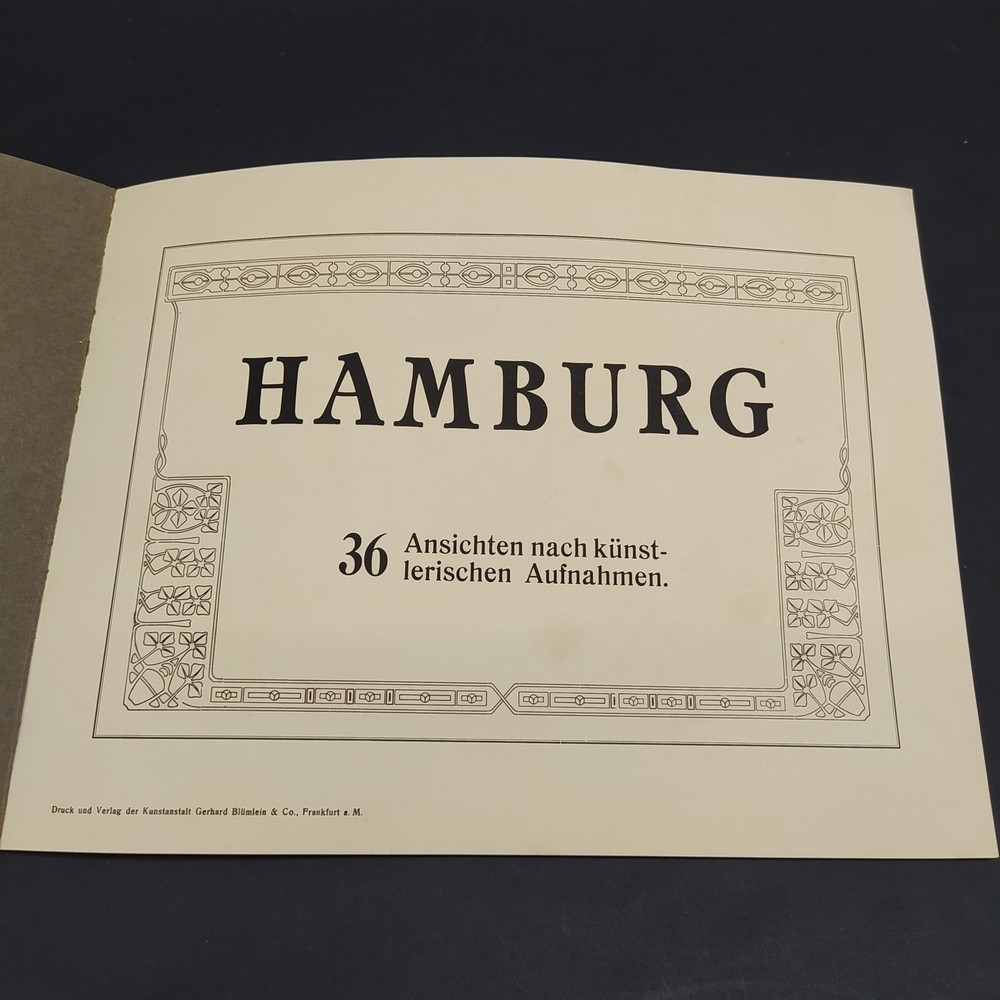 HAMBURG
36 Ansichten nach künst-
lerischen Aufnahmen.
Druck und Verlag der Kunstanstalt Gerhard Blümlein & Co., Frankfurt a. M.